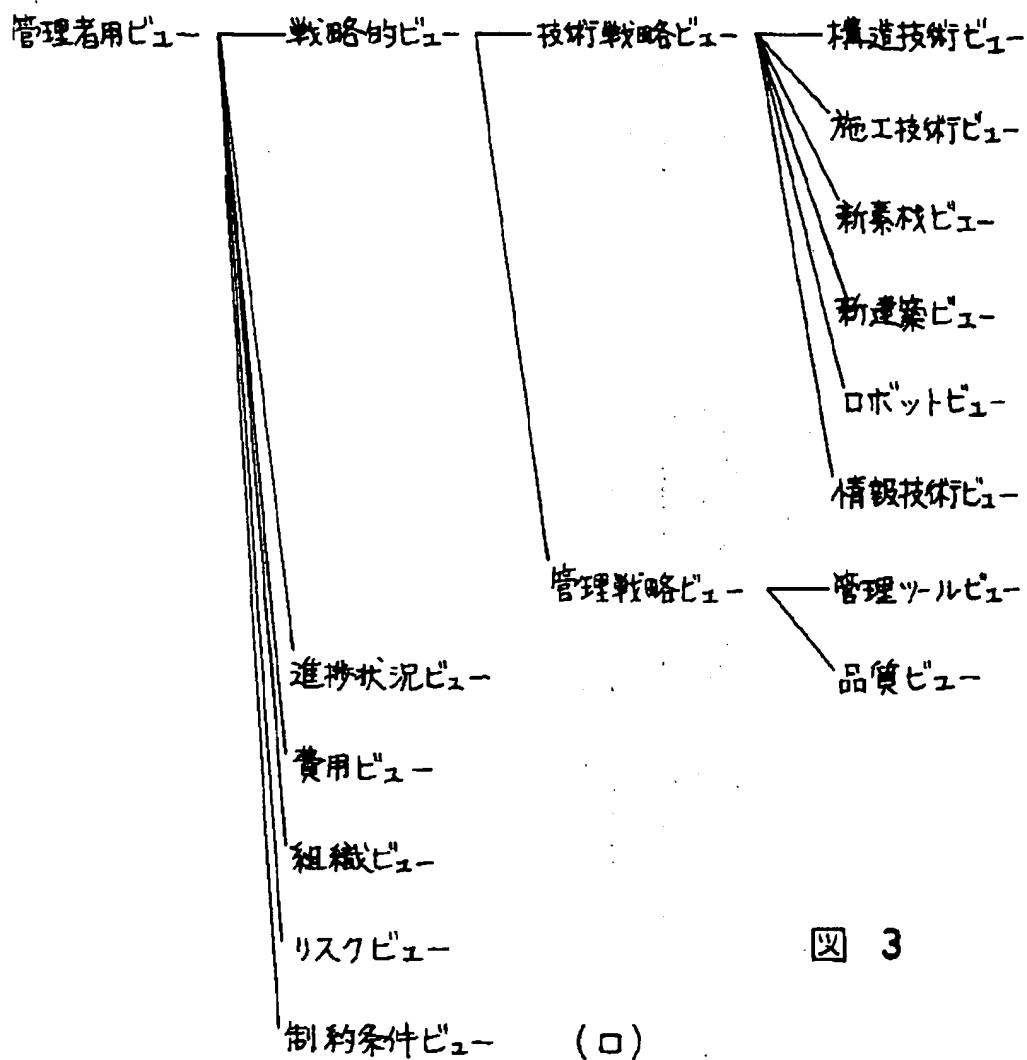 管理者用ビュー 戦略的ビュー 技術戦略ビュー 構造技術ビュー
施工技術ビュー
新素材ビュー
新建築ビュー
ロボットビュー
情報技術ビュー
管理戦略ビュー 管理ツールビュー
進捗状況ビュー 品質ビュー
費用ビュー
組織ビュー
リスクビュー 図 3
制約条件ビュー (ロ)